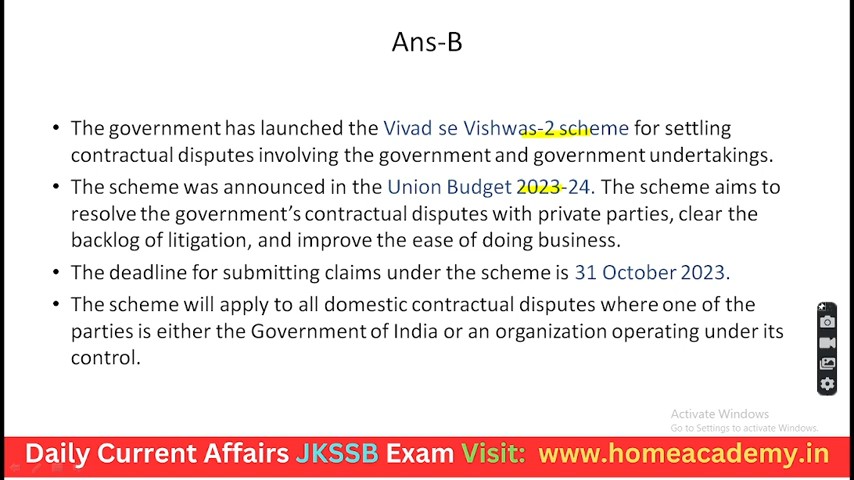 Ans-B
• The government has launched the Vivad se Vishwas-2 scheme for settling
contractual disputes involving the government and government undertakings.
• The scheme was announced in the Union Budget 2023-24. The scheme aims to
resolve the government’s contractual disputes with private parties, clear the
backlog of litigation, and improve the ease of doing business.
• The deadline for submitting claims under the scheme is 31 October 2023.
• The scheme will apply to all domestic contractual disputes where one of the
parties is either the Government of India or an organization operating under its
control.
Activate Windows
Go to Settings to activate Windows.
Daily Current Affairs JKSSB Exam Visit: www.homeacademy.in